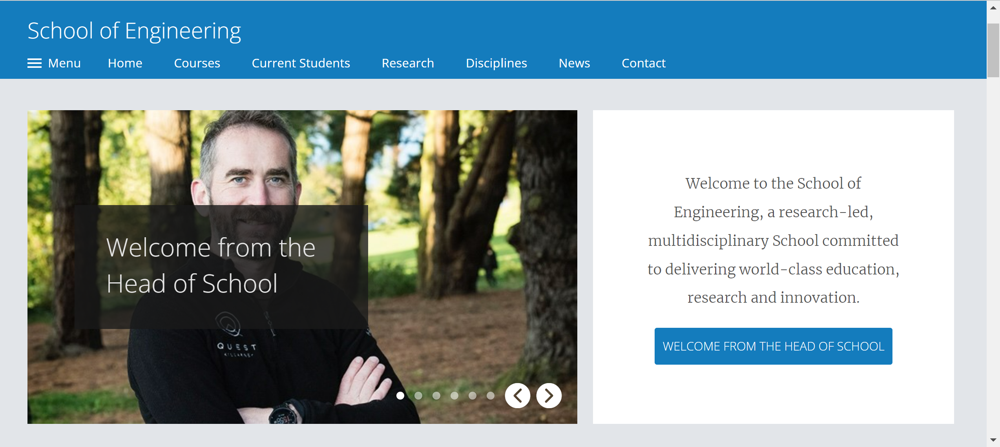 School of Engineering
Menu Home Courses Current Students Research Disciplines News Contact
Welcome from the
Head of School
QUEST
KILLARNEY
Welcome to the School of
Engineering, a research-led,
multidisciplinary School committed
to delivering world-class education,
research and innovation.
WELCOME FROM THE HEAD OF SCHOOL